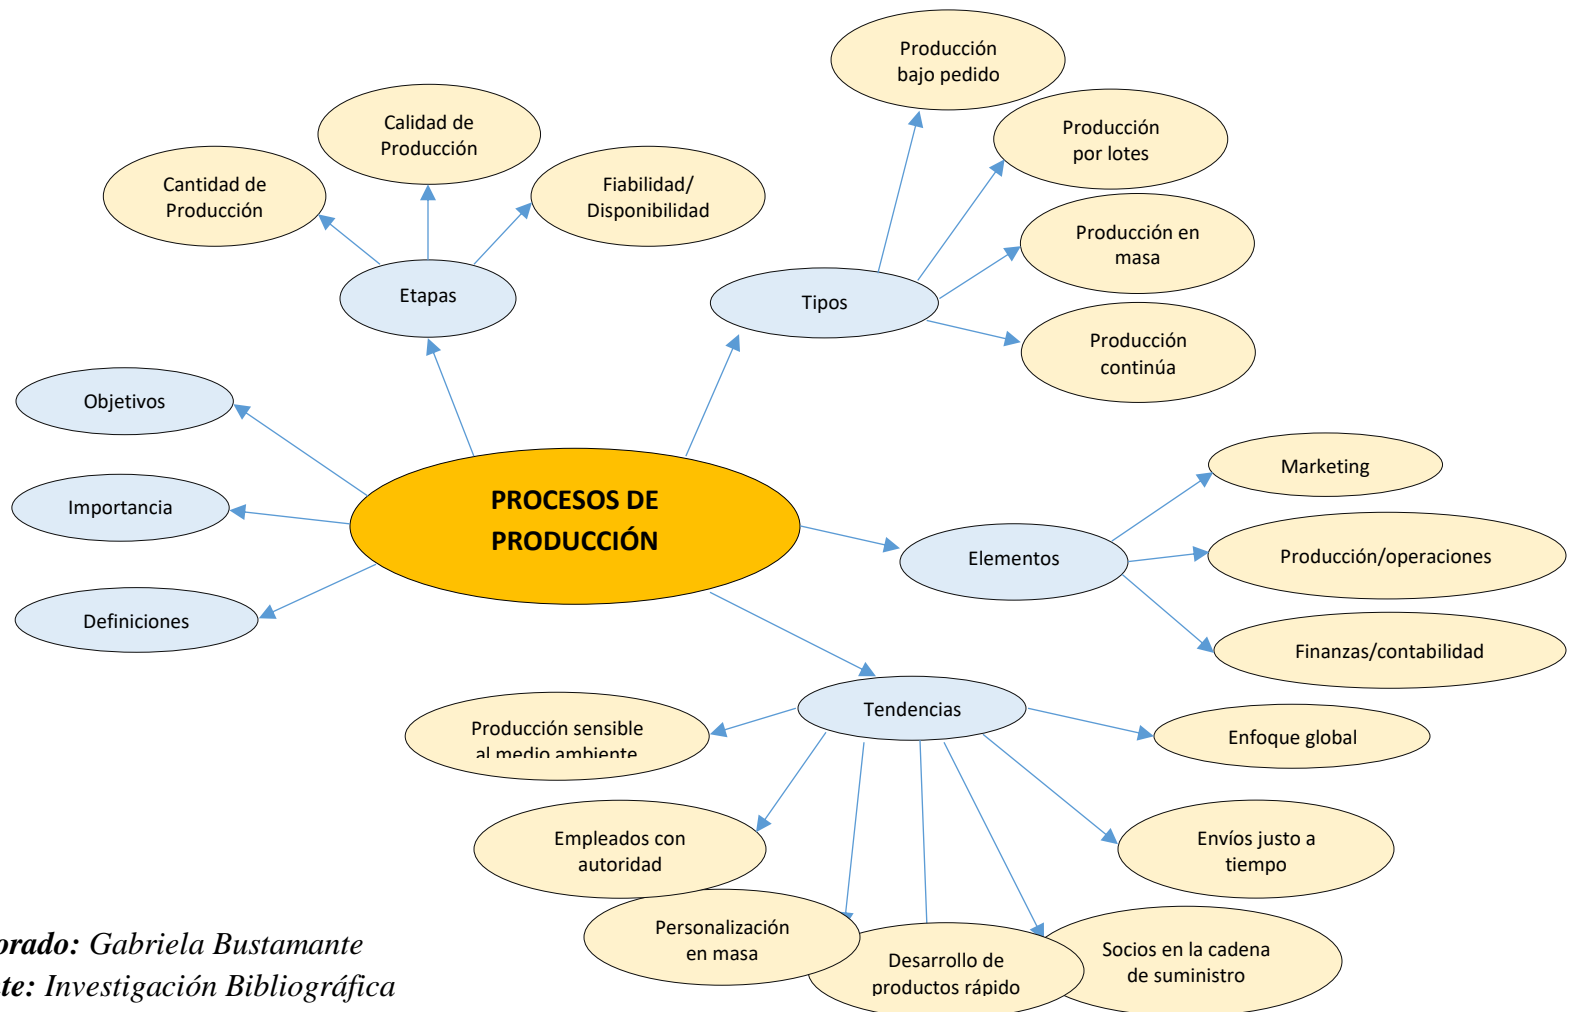 Producción
bajo pedido
Calidad de
Producción
Producción
por lotes
Cantidad de
Producción
Fiabilidad/
Disponibilidad
Producción en
masa
Etapas
Tipos
Producción
continúa
Objetivos
Marketing
Importancia
PROCESOS DE
PRODUCCIÓN
Elementos
Producción/operaciones
Definiciones
Finanzas/contabilidad
Tendencias
Producción sensible
al medio ambiente
Enfoque global
Empleados con
autoridad
Envíos justo a
tiempo
Personalización
en masa
Desarrollo de
productos rápido
Socios en la cadena
de suministro
orado: Gabriela Bustamante
te: Investigación Bibliográfica